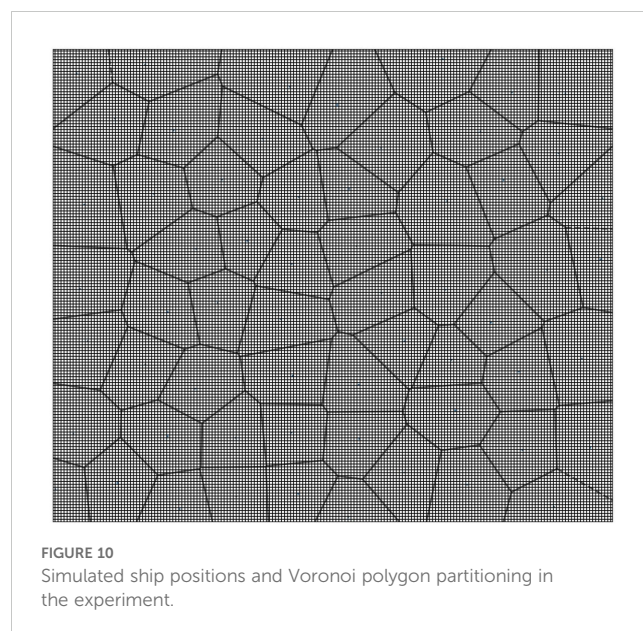 FIGURE 10
Simulated ship positions and Voronoi polygon partitioning in
the experiment.